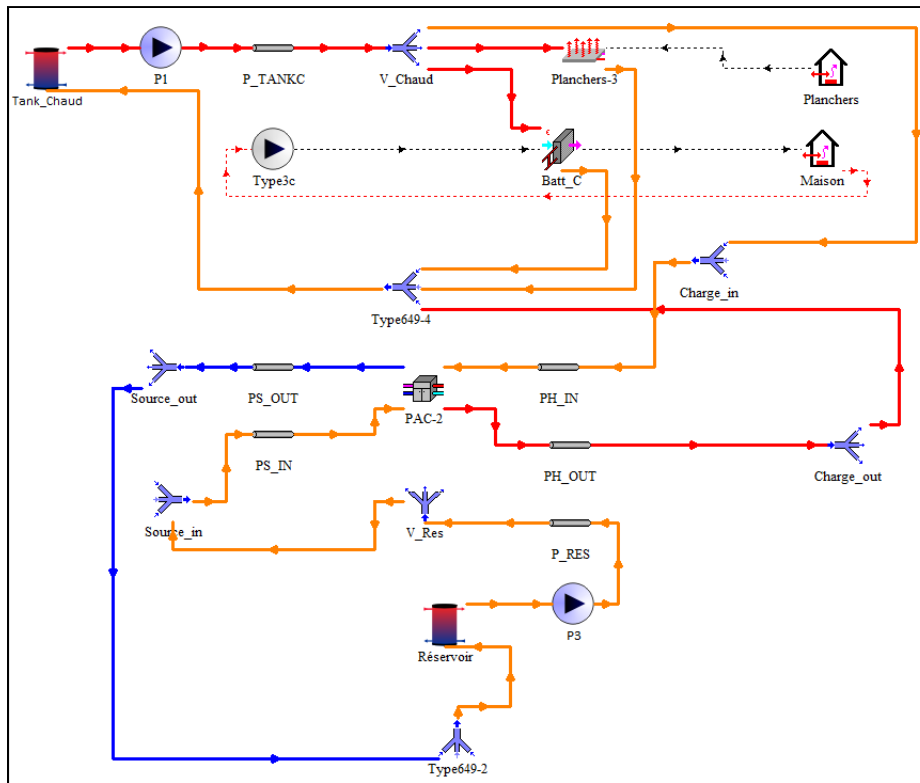 P1
P_TANKC
V_Chaud
Planchers-3
Planchers
Tank_Chaud
Type3c
Batt_C
Maison
Type649-4
Charge_in
Source_out
PS_OUT
PAC-2
PH_IN
PS_IN
PH_OUT
Charge_out
Source_in
V_Res
P_RES
P3
Réservoir
Type649-2